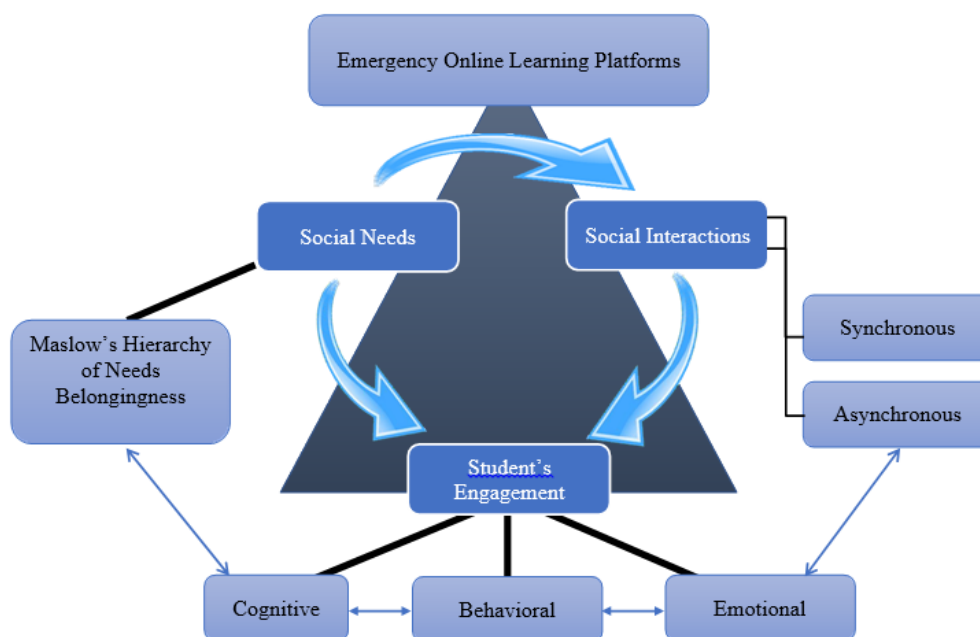 Emergency Online Learning Platforms
Social Needs
Social Interactions
Maslow’s Hierarchy
of Needs
Belongingness
Synchronous
Asynchronous
Student’s
Engagement
Cognitive
Behavioral
Emotional